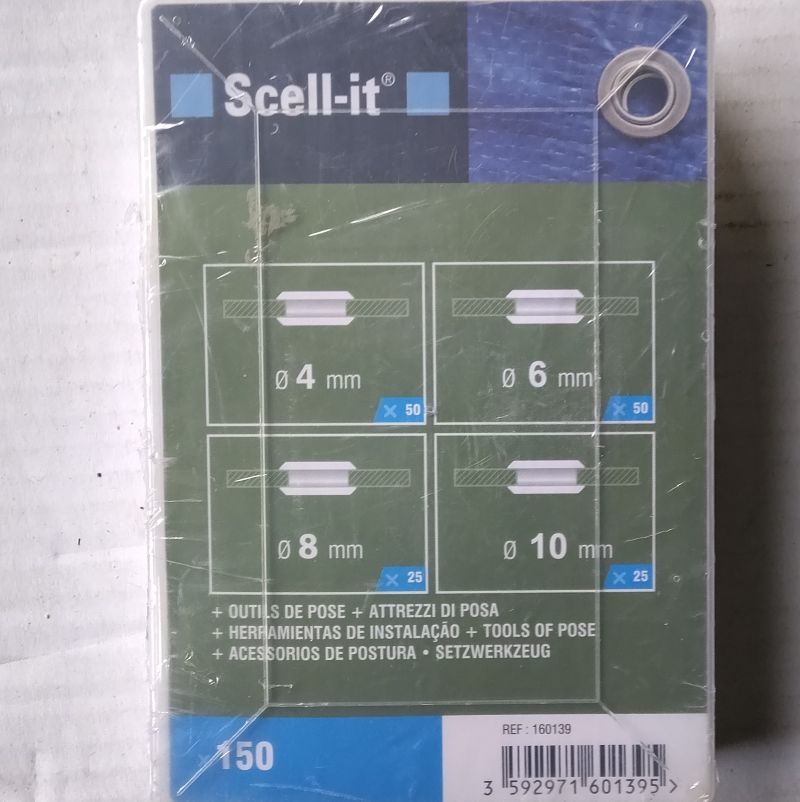 Scell-it®
Ø 4 mm
× 50
Ø 6 mm
× 50
Ø 8 mm
× 25
Ø 10 mm
× 25
+ OUTILS DE POSE + ATTREZZI DI POSA
+ HERRAMIENTAS DE INSTALAÇÃO + TOOLS OF POSE
+ ACESSORIOS DE POSTURA • SETZWERKZEUG
× 150
REF : 160139
3 592971 601395 >